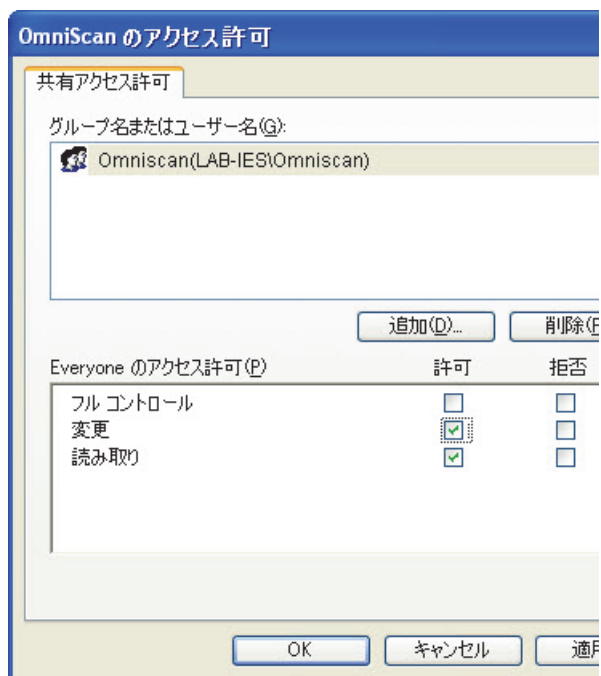 OmniScan のアクセス許可
共有アクセス許可
グループ名またはユーザー名(G):
Omniscan(LAB-IES\Omniscan)
追加(D)... 削除(
Everyone のアクセス許可(P) 許可 拒否
フル コントロール
変更
読み取り
OK キャンセル 適